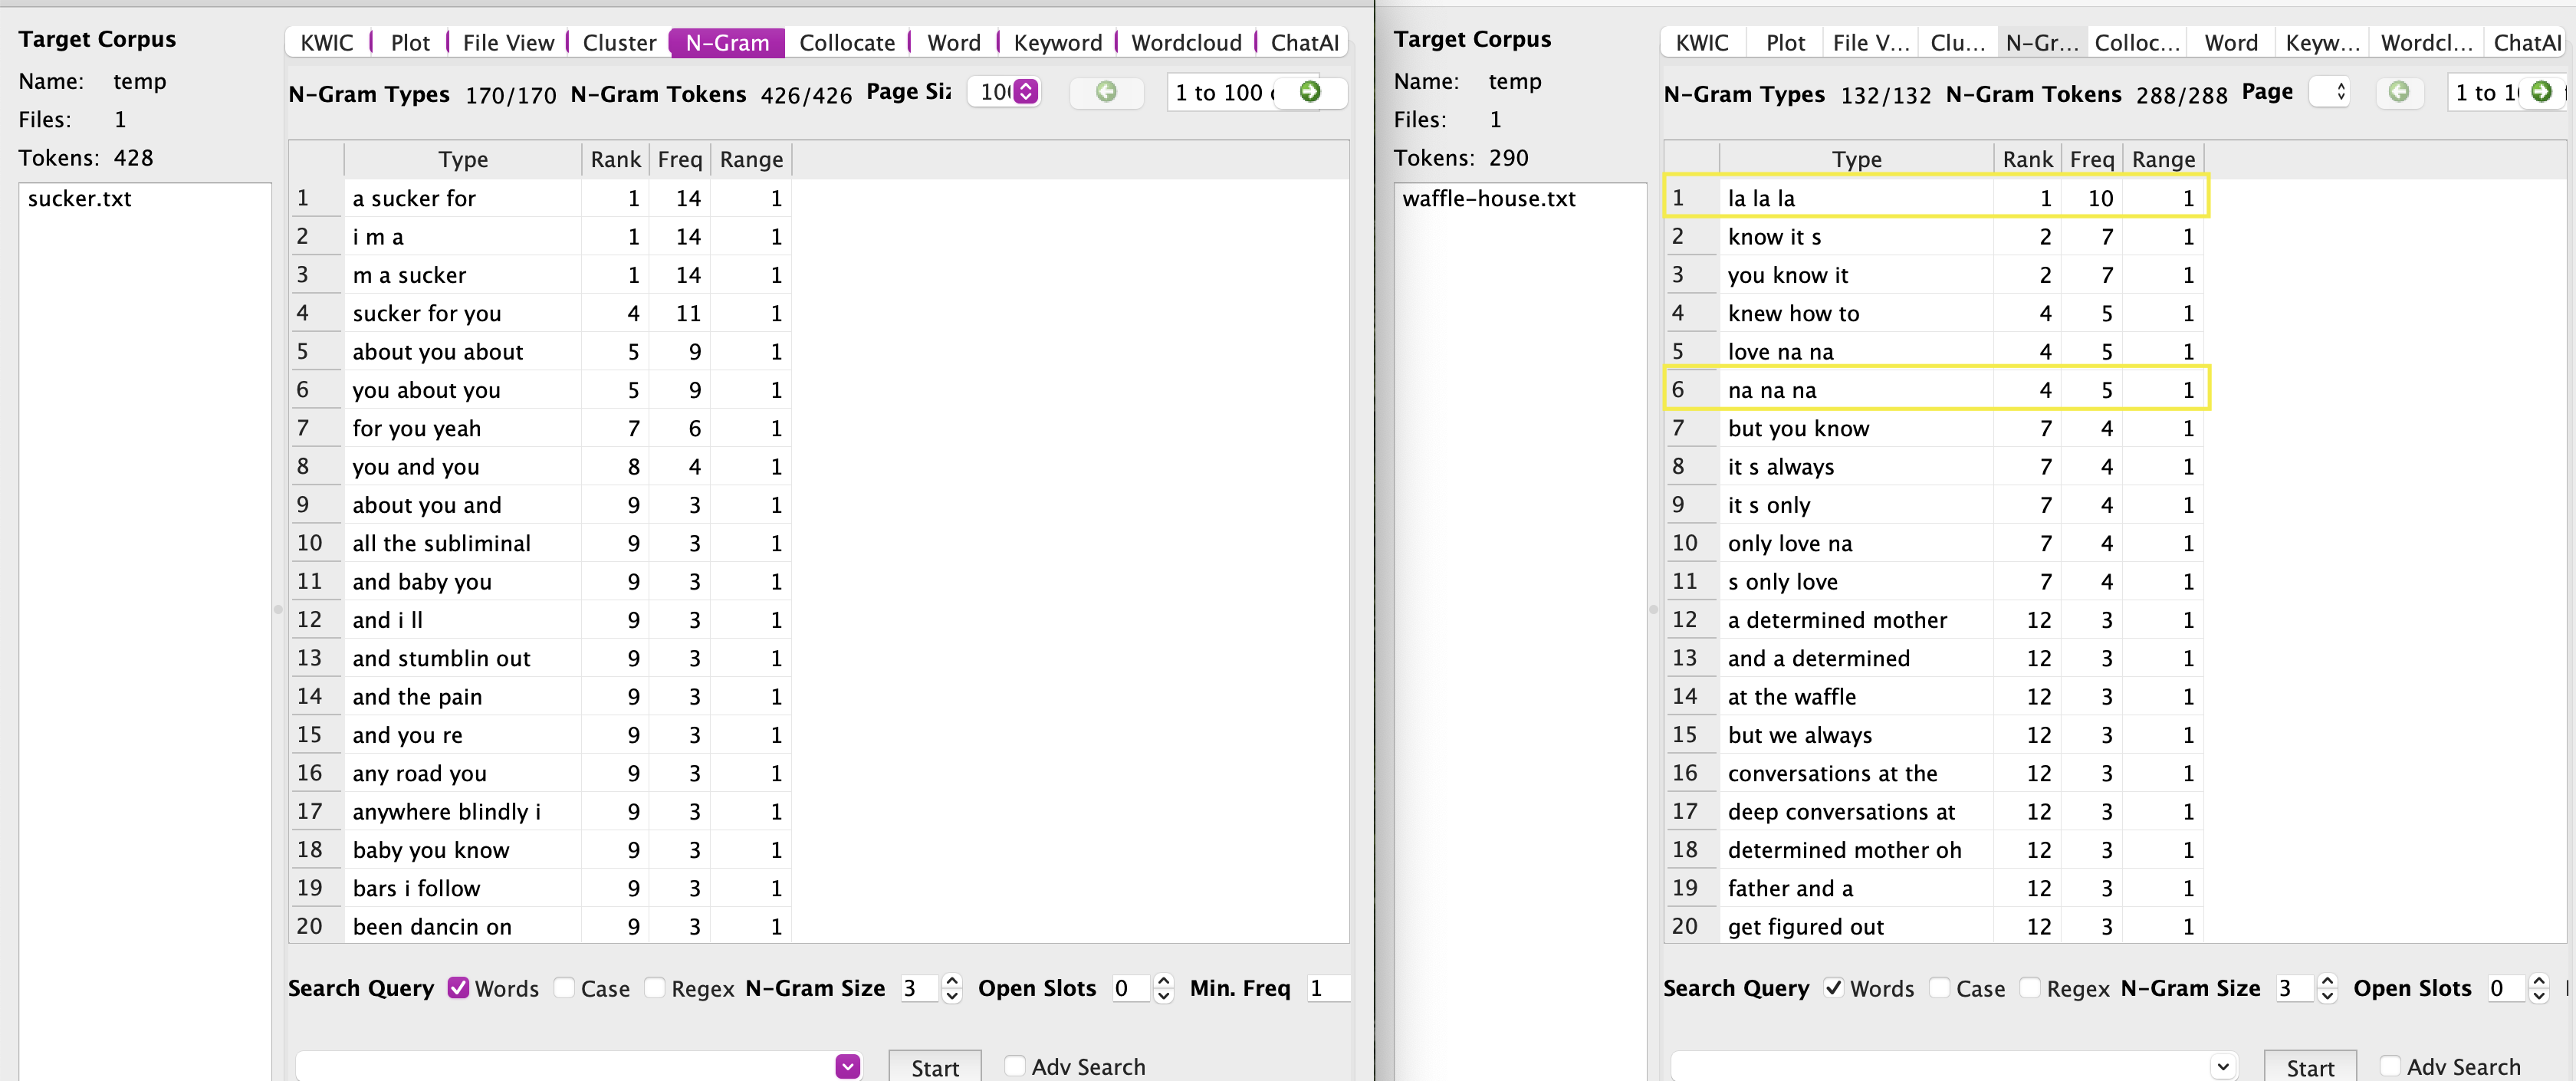 Target Corpus
Name: temp
Files: 1
Tokens: 428
sucker.txt
KWIC Plot File View Cluster N-Gram Collocate Word Keyword Wordcloud ChatAI
N-Gram Types 170/170 N-Gram Tokens 426/426 Page Siz 10 1 to 100
Type Rank Freq Range
1 a sucker for 1 14 1
2 i m a 1 14 1
3 m a sucker 1 14 1
4 sucker for you 4 11 1
5 about you about 5 9 1
6 you about you 5 9 1
7 for you yeah 7 6 1
8 you and you 8 4 1
9 about you and 9 3 1
10 all the subliminal 9 3 1
11 and baby you 9 3 1
12 and i ll 9 3 1
13 and stumblin out 9 3 1
14 and the pain 9 3 1
15 and you re 9 3 1
16 any road you 9 3 1
17 anywhere blindly i 9 3 1
18 baby you know 9 3 1
19 bars i follow 9 3 1
20 been dancin on 9 3 1
Search Query Words Case Regex N-Gram Size 3 Open Slots 0 Min. Freq 1
Start Adv Search
Target Corpus
Name: temp
Files: 1
Tokens: 290
waffle-house.txt
KWIC Plot File V... Clu... N-Gr... Colloc... Word Keyw... Wordcl... ChatAI
N-Gram Types 132/132 N-Gram Tokens 288/288 Page 1 to 1
Type Rank Freq Range
1 la la la 1 10 1
2 know it s 2 7 1
3 you know it 2 7 1
4 knew how to 4 5 1
5 love na na 4 5 1
6 na na na 4 5 1
7 but you know 7 4 1
8 it s always 7 4 1
9 it s only 7 4 1
10 only love na 7 4 1
11 s only love 7 4 1
12 a determined mother 12 3 1
13 and a determined 12 3 1
14 at the waffle 12 3 1
15 but we always 12 3 1
16 conversations at the 12 3 1
17 deep conversations at 12 3 1
18 determined mother oh 12 3 1
19 father and a 12 3 1
20 get figured out 12 3 1
Search Query Words Case Regex N-Gram Size 3 Open Slots 0
Start Adv Search